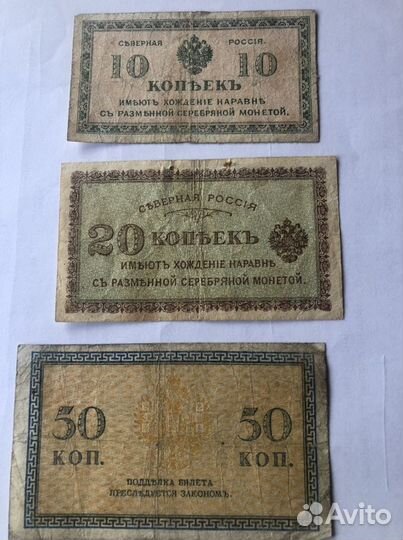 СѢВЕРНАЯ РОССІЯ.
10 10
КОПѢЕКЪ
ИМѢЮТЪ ХОЖДЕНІЕ НАРАВНѢ
СЪ РАЗМѢННОЙ СЕРЕБРЯНОЙ МОНЕТОЙ.
СѢВЕРНАЯ РОССІЯ
20 КОПѢЕКЪ
ИМѢЮТЪ ХОЖДЕНІЕ НАРАВНѢ
СЪ РАЗМѢННОЙ СЕРЕБРЯНОЙ МОНЕТОЙ.
50 50
КОП. КОП.
ПОДДѢЛКА БИЛЕТА
ПРЕСЛѢДУЕТСЯ ЗАКОНОМЪ.
Avito